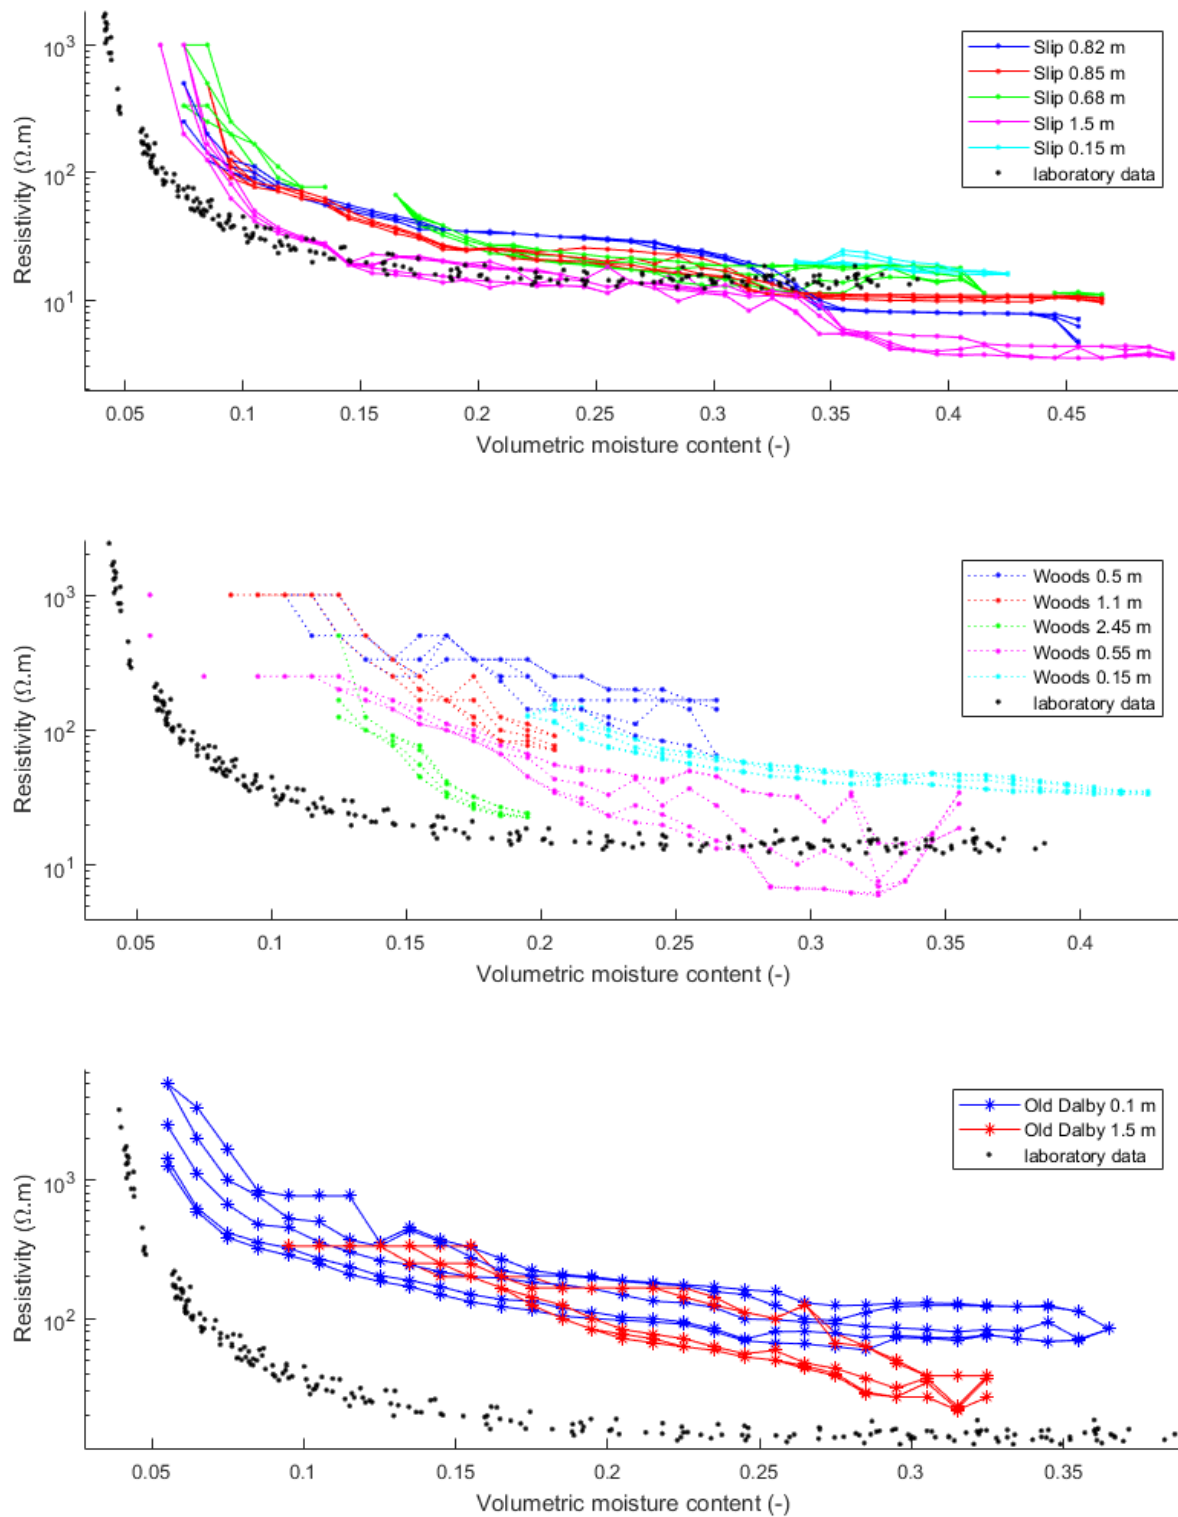 Resistivity (Ω.m)
10³
10²
10¹
Slip 0.82 m
Slip 0.85 m
Slip 0.68 m
Slip 1.5 m
Slip 0.15 m
laboratory data
0.05 0.1 0.15 0.2 0.25 0.3 0.35 0.4 0.45
Volumetric moisture content (-)
Resistivity (Ω.m)
10³
10²
10¹
Woods 0.5 m
Woods 1.1 m
Woods 2.45 m
Woods 0.55 m
Woods 0.15 m
laboratory data
0.05 0.1 0.15 0.2 0.25 0.3 0.35 0.4
Volumetric moisture content (-)
Resistivity (Ω.m)
10³
10²
Old Dalby 0.1 m
Old Dalby 1.5 m
laboratory data
0.05 0.1 0.15 0.2 0.25 0.3 0.35
Volumetric moisture content (-)